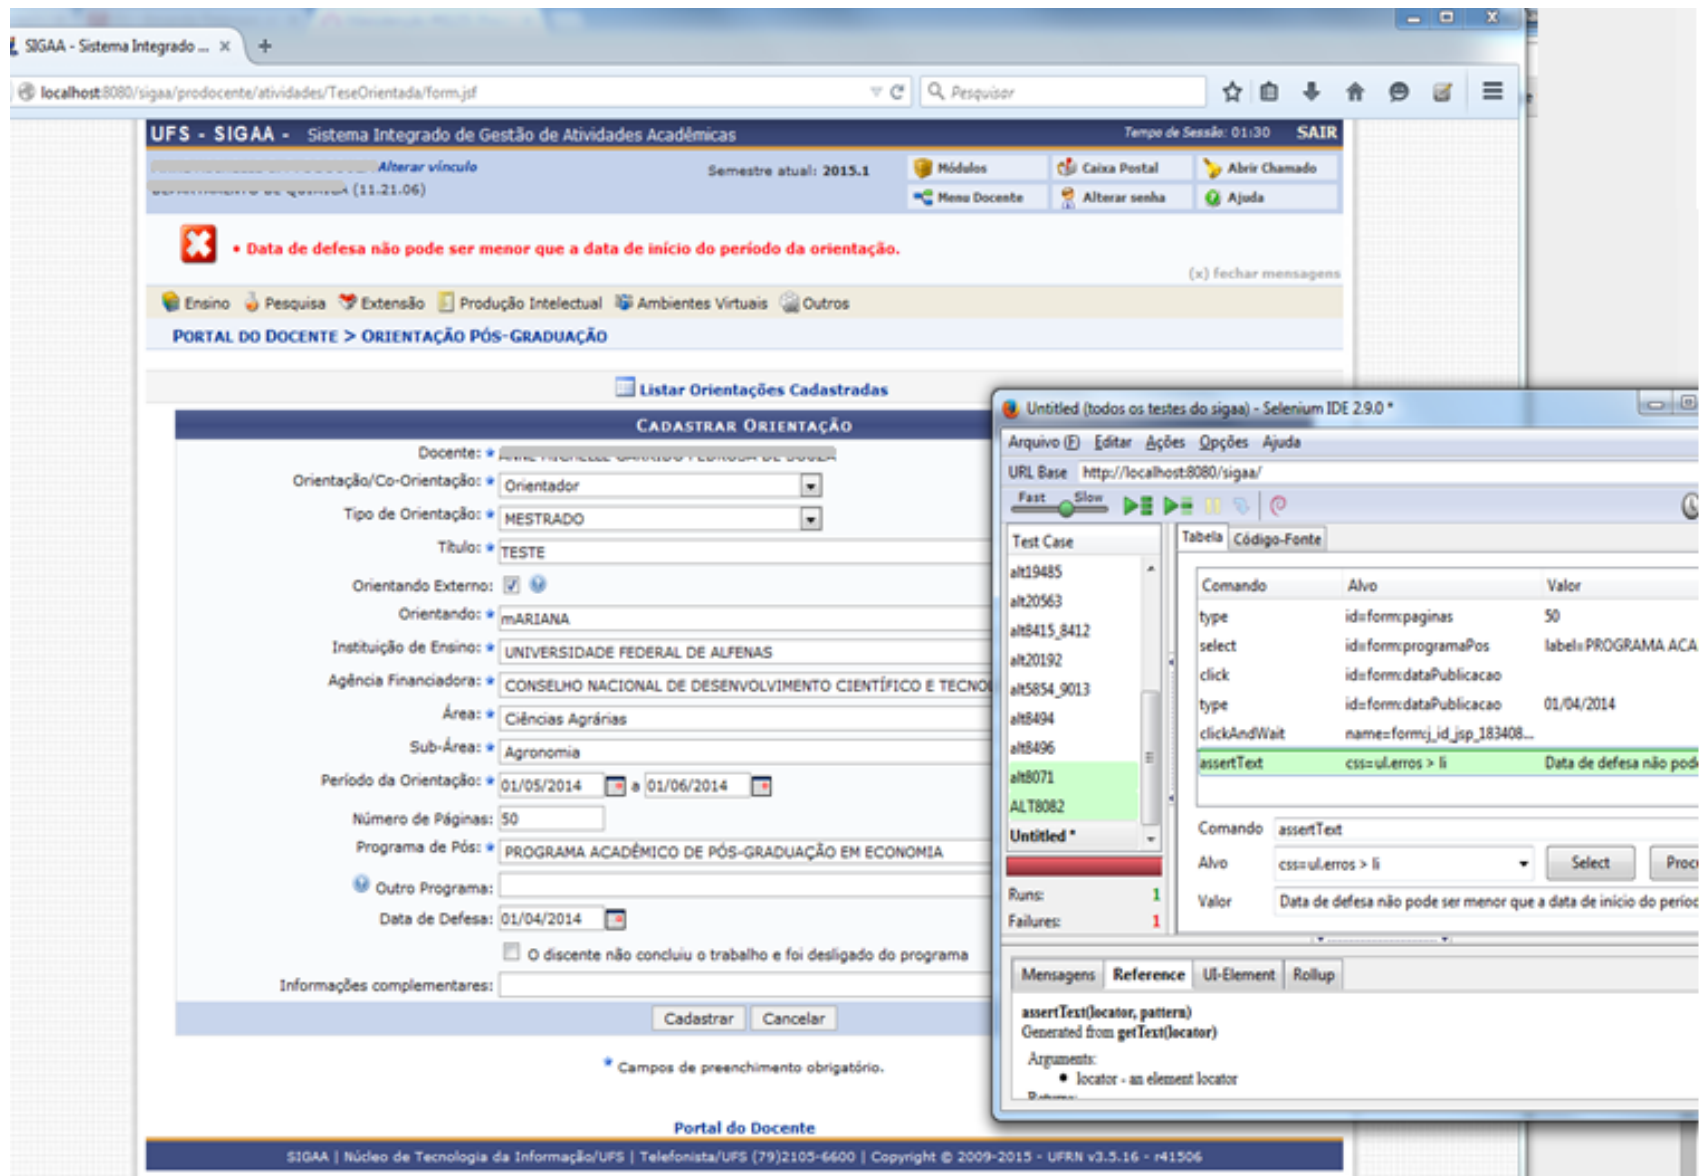 SIGAA - Sistema Integrado ... × +
localhost:8080/sigaa/prodocente/atividades/TeseOrientada/form.jsf
Pesquisar
UFS - SIGAA - Sistema Integrado de Gestão de Atividades Acadêmicas
Tempo de Sessão: 01:30 SAIR
Alterar vínculo
Semestre atual: 2015.1
Módulos Caixa Postal Abrir Chamado
(11.21.06)
Menu Docente Alterar senha Ajuda
• Data de defesa não pode ser menor que a data de início do período da orientação.
(x) fechar mensagens
Ensino Pesquisa Extensão Produção Intelectual Ambientes Virtuais Outros
PORTAL DO DOCENTE > ORIENTAÇÃO PÓS-GRADUAÇÃO
Listar Orientações Cadastradas
CADASTRAR ORIENTAÇÃO
Docente:
Orientação/Co-Orientação: Orientador
Tipo de Orientação: MESTRADO
Título: TESTE
Orientando Externo:
Orientando: mARIANA
Instituição de Ensino: UNIVERSIDADE FEDERAL DE ALFENAS
Agência Financiadora: CONSELHO NACIONAL DE DESENVOLVIMENTO CIENTÍFICO E TECNOL
Área: Ciências Agrárias
Sub-Área: Agronomia
Período da Orientação: 01/05/2014 a 01/06/2014
Número de Páginas: 50
Programa de Pós: PROGRAMA ACADÊMICO DE PÓS-GRADUAÇÃO EM ECONOMIA
Outro Programa:
Data de Defesa: 01/04/2014
O discente não concluiu o trabalho e foi desligado do programa
Informações complementares:
Cadastrar Cancelar
* Campos de preenchimento obrigatório.
Portal do Docente
SIGAA | Núcleo de Tecnologia da Informação/UFS | Telefonista/UFS (79)2105-6600 | Copyright © 2009-2015 - UFRN v3.5.16 - r41506
Untitled (todos os testes do sigaa) - Selenium IDE 2.9.0 *
Arquivo (F) Editar Ações Opções Ajuda
URL Base http://localhost:8080/sigaa/
Fast Slow
Test Case
alt19485
alt20563
alt8415_8412
alt20192
alt5854_9013
alt8494
alt8496
alt8071
ALT8082
Untitled *
Runs: 1
Failures: 1
Tabela Código-Fonte
Comando Alvo Valor
type id=form:paginas 50
select id=form:programaPos label=PROGRAMA ACA
click id=form:dataPublicacao
type id=form:dataPublicacao 01/04/2014
clickAndWait name=form:j_id_jsp_183408...
assertText css=ul.erros > li Data de defesa não pod
Comando assertText
Alvo css=ul.erros > li Select Proc
Valor Data de defesa não pode ser menor que a data de início do períod
Mensagens Reference UI-Element Rollup
assertText(locator, pattern)
Generated from getText(locator)
Arguments:
• locator - an element locator